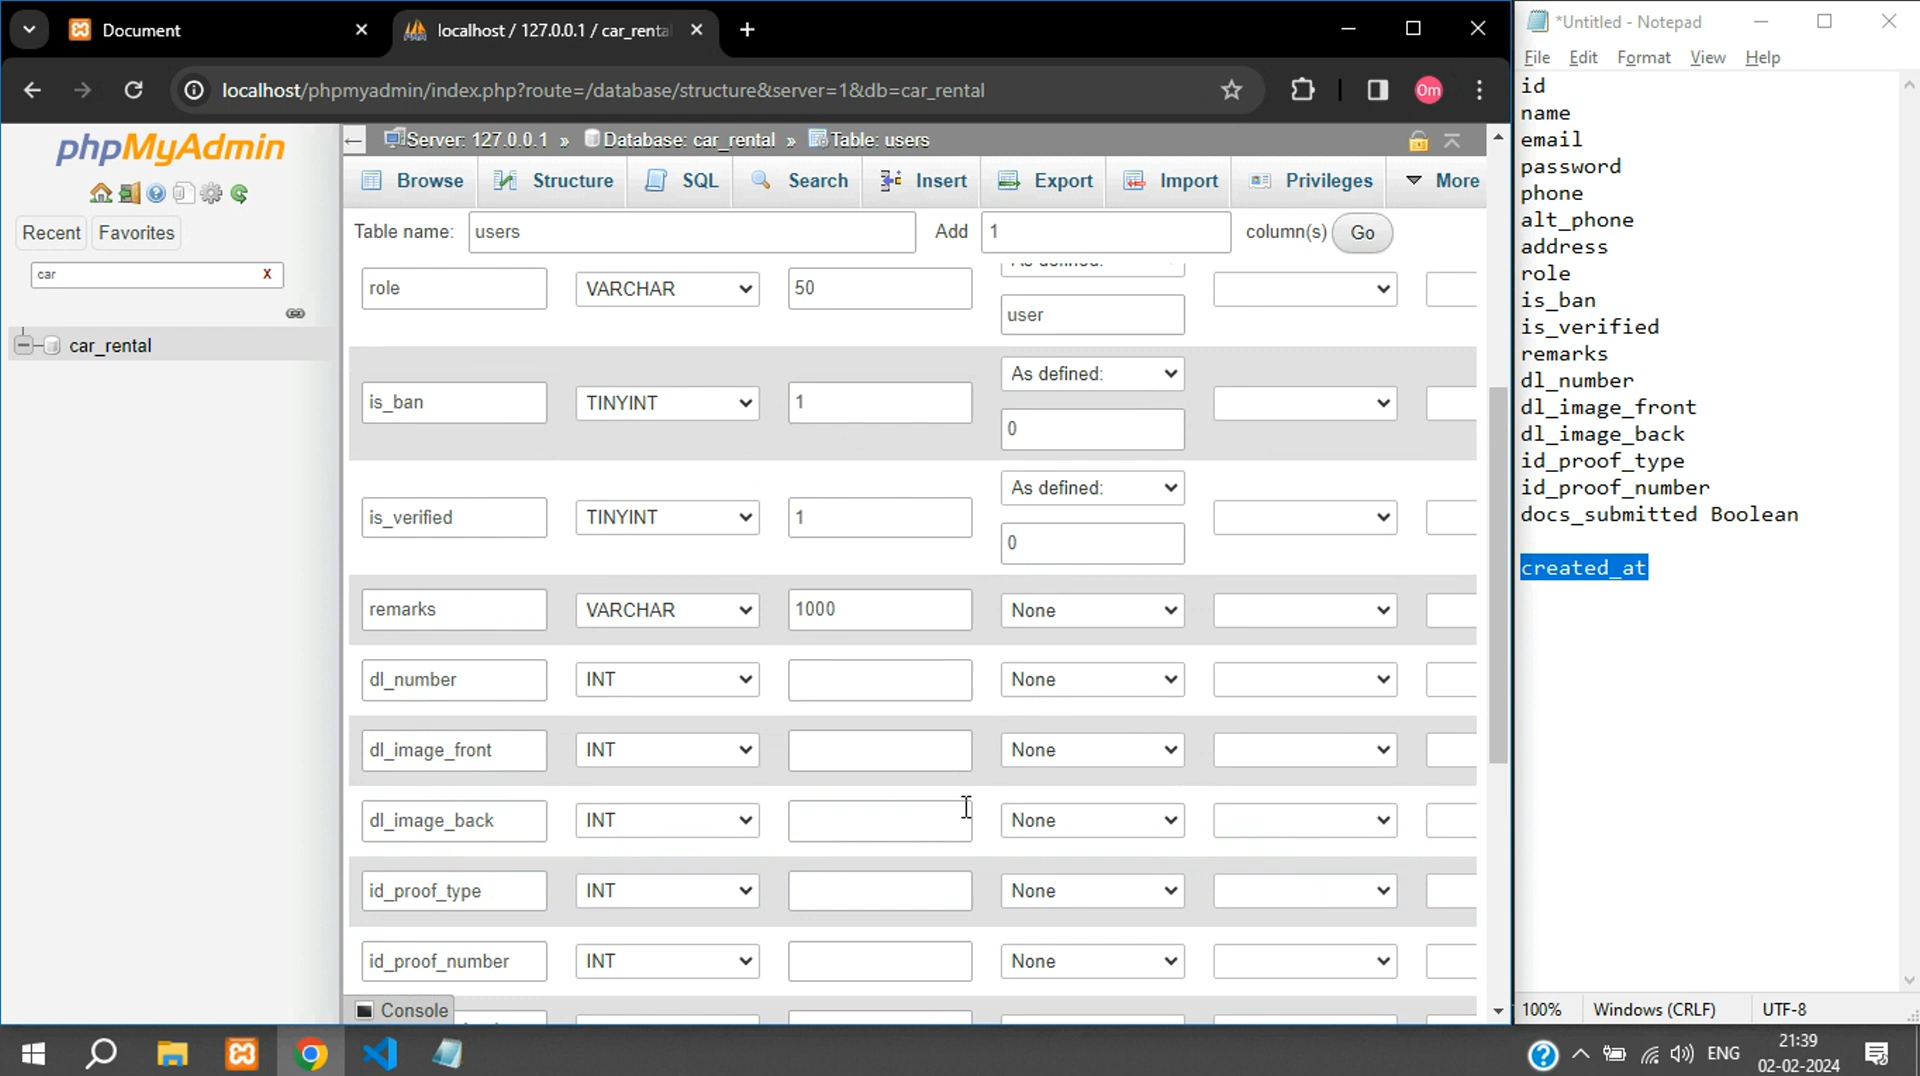 Document
localhost / 127.0.0.1 / car_renta
localhost/phpmyadmin/index.php?route=/database/structure&server=1&db=car_rental
Om
phpMyAdmin
Recent
Favorites
car
X
car_rental
Server: 127.0.0.1 » Database: car_rental » Table: users
Browse
Structure
SQL
Search
Insert
Export
Import
Privileges
More
Table name:
users
Add
1
column(s)
Go
role
VARCHAR
50
As defined:
user
is_ban
TINYINT
1
As defined:
0
is_verified
TINYINT
1
As defined:
0
remarks
VARCHAR
1000
None
dl_number
INT
None
dl_image_front
INT
None
dl_image_back
INT
None
id_proof_type
INT
None
id_proof_number
INT
None
Console
*Untitled - Notepad
File
Edit
Format
View
Help
id
name
email
password
phone
alt_phone
address
role
is_ban
is_verified
remarks
dl_number
dl_image_front
dl_image_back
id_proof_type
id_proof_number
docs_submitted Boolean
created_at
100%
Windows (CRLF)
UTF-8
ENG
21:39
02-02-2024